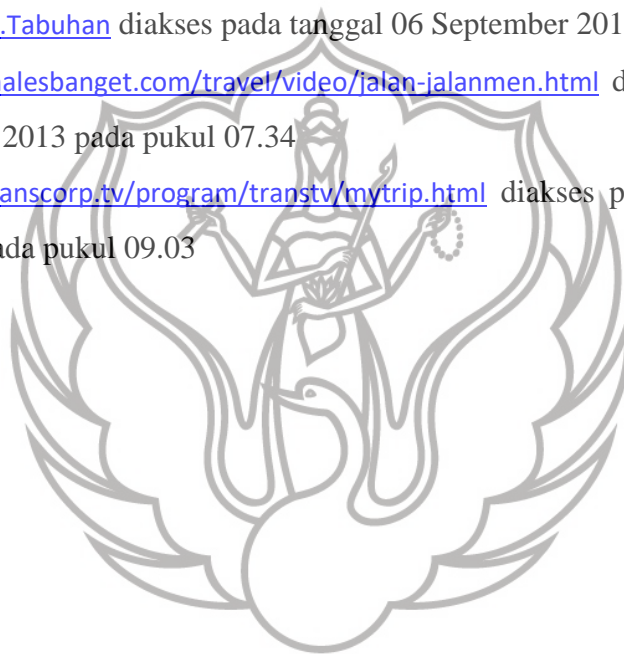 .Tabuhan diakses pada tanggal 06 September 201
alesbanget.com/travel/video/jalan-jalanmen.html d
2013 pada pukul 07.34
anscorp.tv/program/transtv/mytrip.html diakses p
ada pukul 09.03